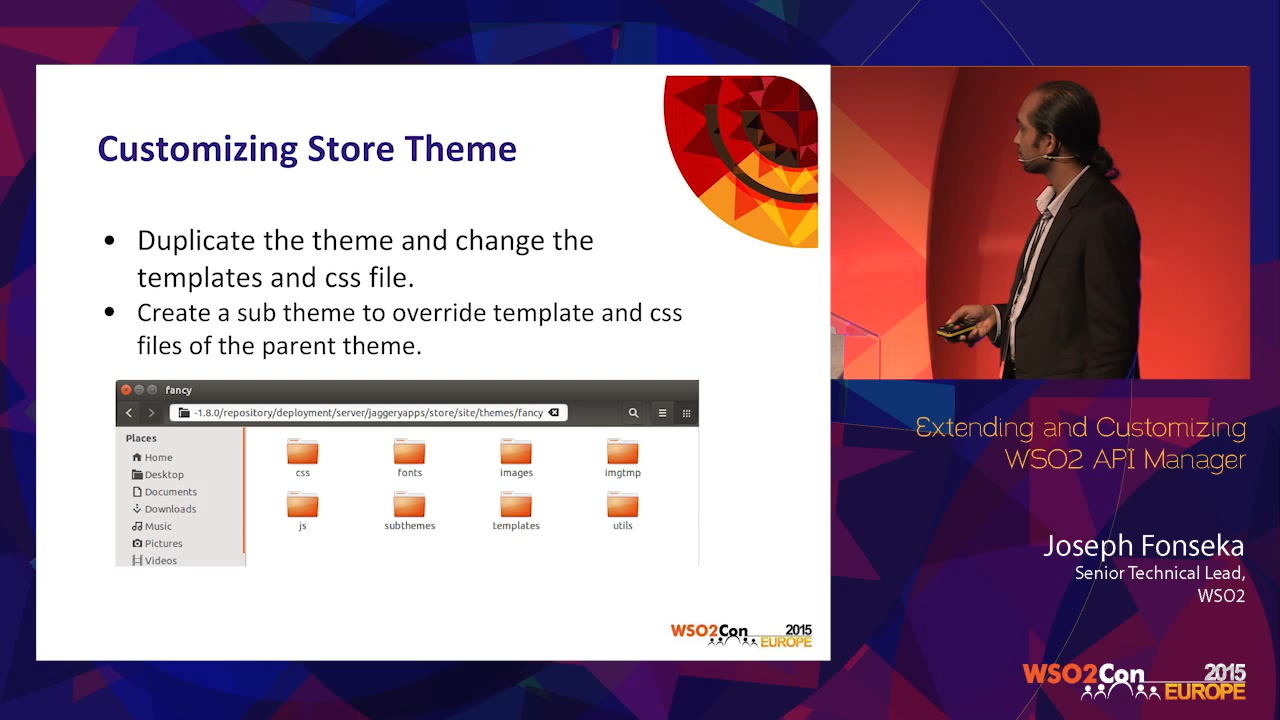 Customizing Store Theme
• Duplicate the theme and change the
templates and css file.
• Create a sub theme to override template and css
files of the parent theme.
fancy
-1.8.0/repository/deployment/server/jaggeryapps/store/site/themes/fancy
Places
Home
Desktop
Documents
Downloads
Music
Pictures
Videos
css
fonts
images
imgtmp
js
subthemes
templates
utils
WSO2Con 2015
EUROPE
Extending and Customizing
WSO2 API Manager
Joseph Fonseka
Senior Technical Lead,
WSO2
WSO2Con 2015
EUROPE